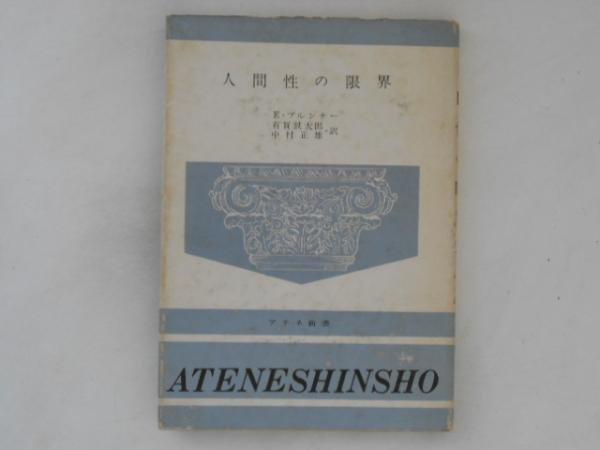 人間性の限界
E・ブルンナー
有賀鉄太郎
中村正雄 訳
アテネ新書
ATENESHINSHO